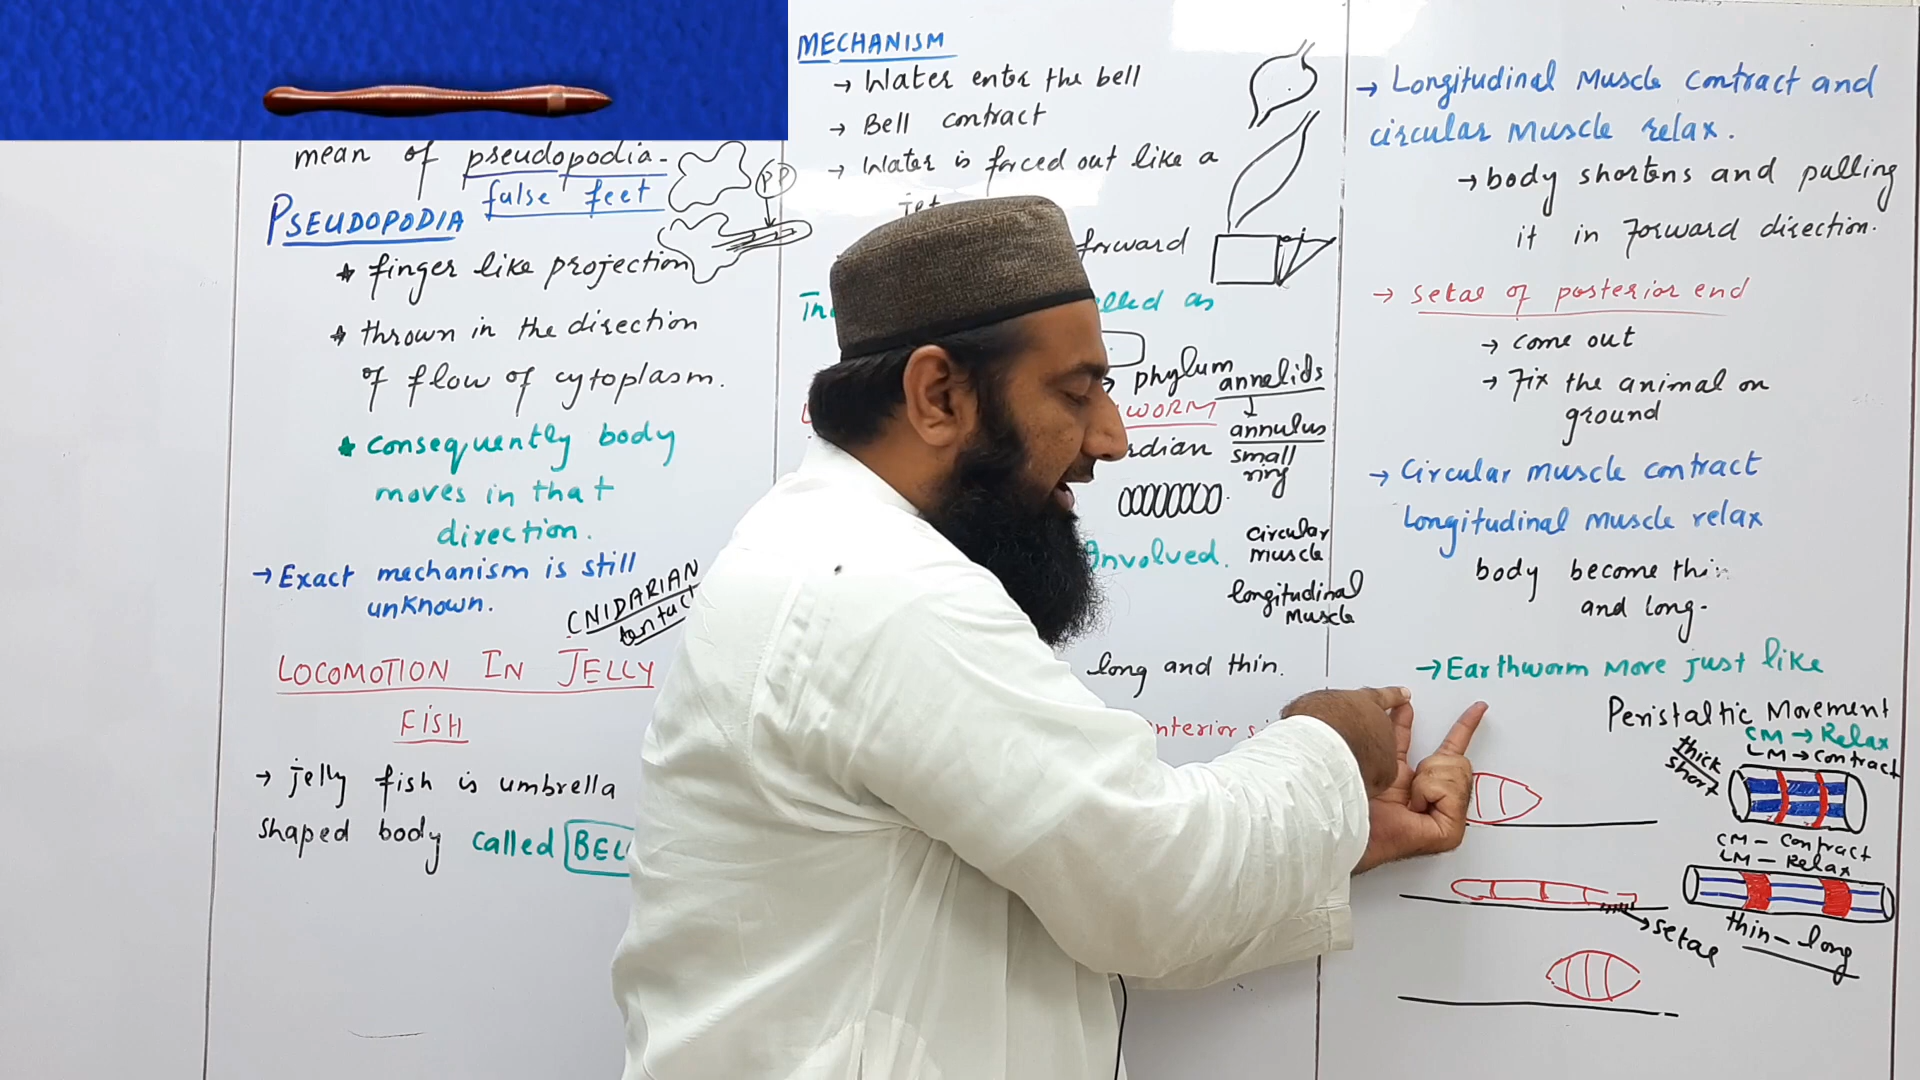 mean of pseudopodia-
false feet
PSEUDOPODIA
finger like projection
thrown in the direction
of flow of cytoplasm.
consequently body
moves in that
direction.
→ Exact mechanism is still
unknown.
CNIDARIAN
LOCOMOTION IN JELLY
FISH
→ jelly fish is umbrella
shaped body called
PP
MECHANISM
→ Water enter the bell
→ Bell contract
→ Water is forced out like a
jet
forward
as
→ phylum annelids
WORM
annulus
small
ring
Involved.
circular
muscle
longitudinal
Muscle
long and thin.
→ Longitudinal Muscle contract and
circular Muscle relax.
→ body shortens and pulling
it in forward direction.
→ setae of posterior end
→ come out
→ Fix the animal on
ground
→ Circular muscle contract
Longitudinal Muscle relax
body become thin
and long-
→ Earthworm move just like
Peristaltic Movement
CM → Relax
LM → contract
thick
short
CM - Contract
LM - Relax
thin - long
setae